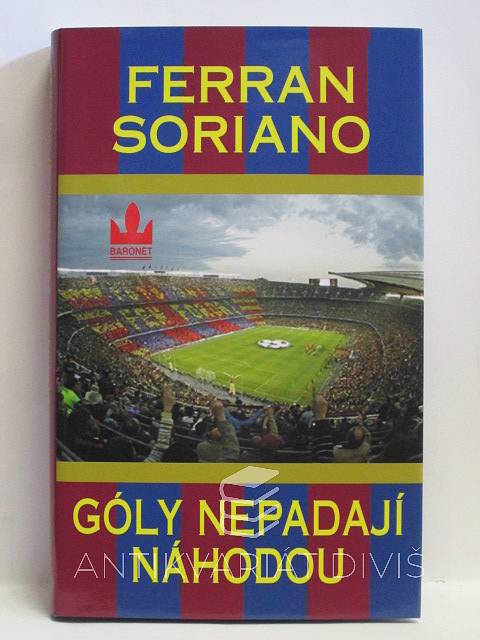 FERRAN
SORIANO
BARONET
GÓLY NEPADAJÍ
ANTIKVARIÁT DIVIŠ
NÁHODOU